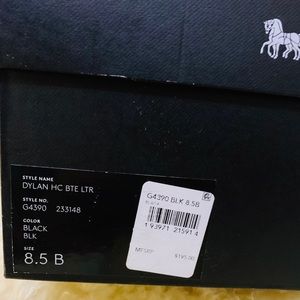 STYLE NAME
DYLAN HC BTE LTR
STYLE NO.
G4390 233148
COLOR
BLACK
BLK
SIZE
8.5 B
G4390 BLK 8.5B
BLACK
1 93971 21591 4
MFSRP
$195.00